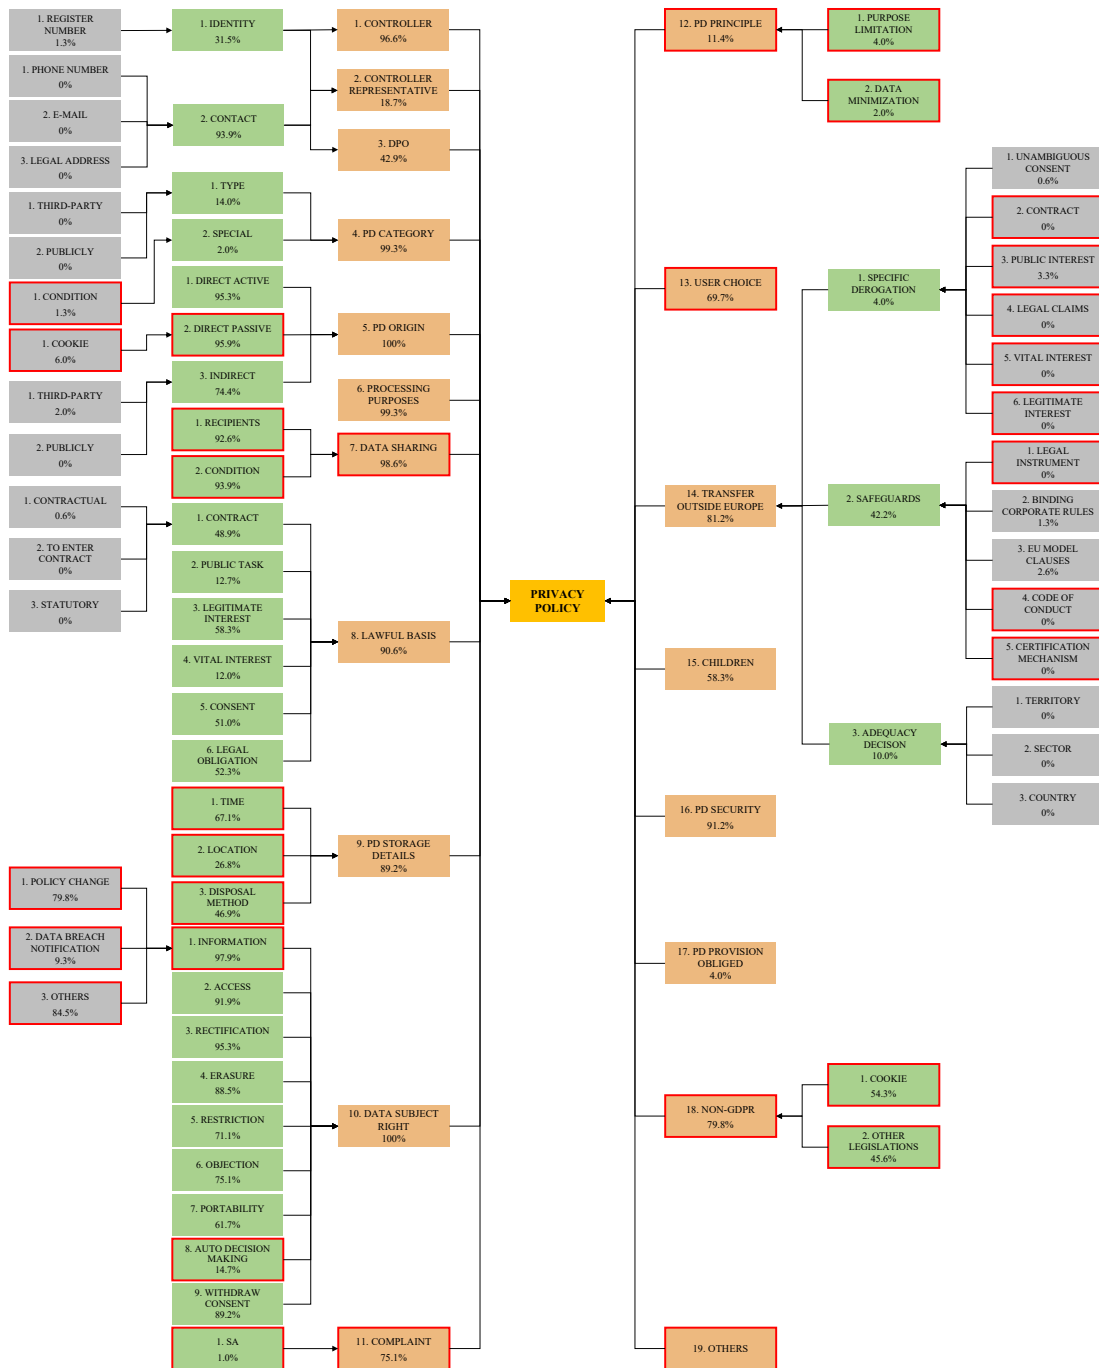 1. REGISTER
NUMBER
1.3%
1. PHONE NUMBER
0%
2. E-MAIL
0%
3. LEGAL ADDRESS
0%
1. THIRD-PARTY
0%
2. PUBLICLY
0%
1. CONDITION
1.3%
1. COOKIE
6.0%
1. THIRD-PARTY
2.0%
2. PUBLICLY
0%
1. CONTRACTUAL
0.6%
2. TO ENTER
CONTRACT
0%
3. STATUTORY
0%
1. POLICY CHANGE
79.8%
2. DATA BREACH
NOTIFICATION
9.3%
3. OTHERS
84.5%
1. IDENTITY
31.5%
2. CONTACT
93.9%
1. TYPE
14.0%
2. SPECIAL
2.0%
1. DIRECT ACTIVE
95.3%
2. DIRECT PASSIVE
95.9%
3. INDIRECT
74.4%
1. RECIPIENTS
92.6%
2. CONDITION
93.9%
1. CONTRACT
48.9%
2. PUBLIC TASK
12.7%
3. LEGITIMATE
INTEREST
58.3%
4. VITAL INTEREST
12.0%
5. CONSENT
51.0%
6. LEGAL
OBLIGATION
52.3%
1. TIME
67.1%
2. LOCATION
26.8%
3. DISPOSAL
METHOD
46.9%
1. INFORMATION
97.9%
2. ACCESS
91.9%
3. RECTIFICATION
95.3%
4. ERASURE
88.5%
5. RESTRICTION
71.1%
6. OBJECTION
75.1%
7. PORTABILITY
61.7%
8. AUTO DECISION
MAKING
14.7%
9. WITHDRAW
CONSENT
89.2%
1. SA
1.0%
1. CONTROLLER
96.6%
2. CONTROLLER
REPRESENTATIVE
18.7%
3. DPO
42.9%
4. PD CATEGORY
99.3%
5. PD ORIGIN
100%
6. PROCESSING
PURPOSES
99.3%
7. DATA SHARING
98.6%
8. LAWFUL BASIS
90.6%
9. PD STORAGE
DETAILS
89.2%
10. DATA SUBJECT
RIGHT
100%
11. COMPLAINT
75.1%
PRIVACY
POLICY
12. PD PRINCIPLE
11.4%
13. USER CHOICE
69.7%
14. TRANSFER
OUTSIDE EUROPE
81.2%
15. CHILDREN
58.3%
16. PD SECURITY
91.2%
17. PD PROVISION
OBLIGED
4.0%
18. NON-GDPR
79.8%
19. OTHERS
1. PURPOSE
LIMITATION
4.0%
2. DATA
MINIMIZATION
2.0%
1. SPECIFIC
DEROGATION
4.0%
2. SAFEGUARDS
42.2%
3. ADEQUACY
DECISON
10.0%
1. COOKIE
54.3%
2. OTHER
LEGISLATIONS
45.6%
1. UNAMBIGUOUS
CONSENT
0.6%
2. CONTRACT
0%
3. PUBLIC INTEREST
3.3%
4. LEGAL CLAIMS
0%
5. VITAL INTEREST
0%
6. LEGITIMATE
INTEREST
0%
1. LEGAL
INSTRUMENT
0%
2. BINDING
CORPORATE RULES
1.3%
3. EU MODEL
CLAUSES
2.6%
4. CODE OF
CONDUCT
0%
5. CERTIFICATION
MECHANISM
0%
1. TERRITORY
0%
2. SECTOR
0%
3. COUNTRY
0%